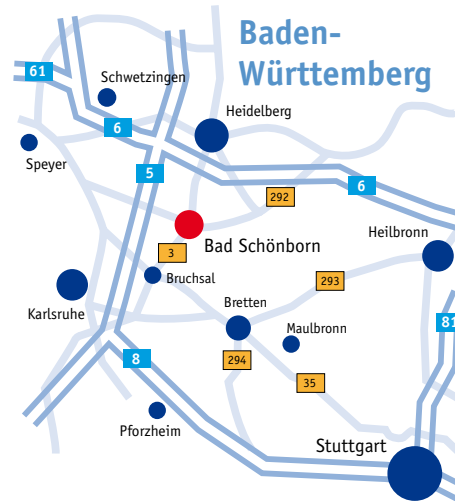 Baden-
Württemberg
61
Schwetzingen
Heidelberg
6
Speyer
5
6
292
Bad Schönborn
Heilbronn
3
Bruchsal
293
Karlsruhe
Bretten
Maulbronn
81
8
294
35
Pforzheim
Stuttgart